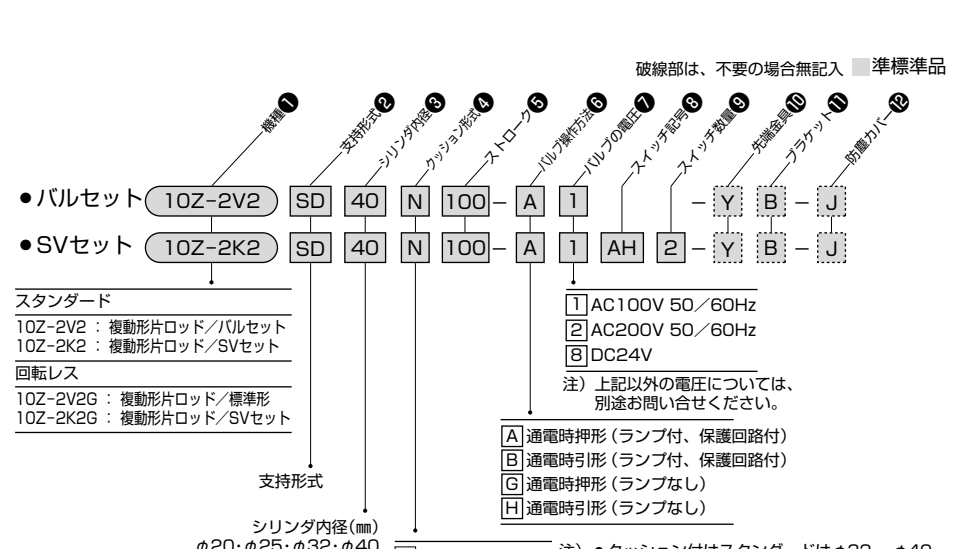 破線部は、不要の場合無記入 準標準品
機種❶ 支持形式❷ シリンダ内径❸ クッション形式❹ ストローク❺ バルブ操作方法❻ バルブの電圧❼ スイッチ記号❽ スイッチ数量❾ 先端金具❿ ブラケット⓫ 防塵カバー⓬
●バルセット 10Z-2V2 SD 40 N 100 - A 1 - Y B - J
●SVセット 10Z-2K2 SD 40 N 100 - A 1 AH 2 - Y B - J
スタンダード
10Z-2V2 : 複動形片ロッド／バルセット
10Z-2K2 : 複動形片ロッド／SVセット
回転レス
10Z-2V2G : 複動形片ロッド／標準形
10Z-2K2G : 複動形片ロッド／SVセット
1 AC100V 50／60Hz
2 AC200V 50／60Hz
8 DC24V
注）上記以外の電圧については、
別途お問い合せください。
A 通電時押形（ランプ付、保護回路付）
B 通電時引形（ランプ付、保護回路付）
G 通電時押形（ランプなし）
H 通電時引形（ランプなし）
支持形式
シリンダ内径(㎜)
φ20・φ25・φ32・φ40